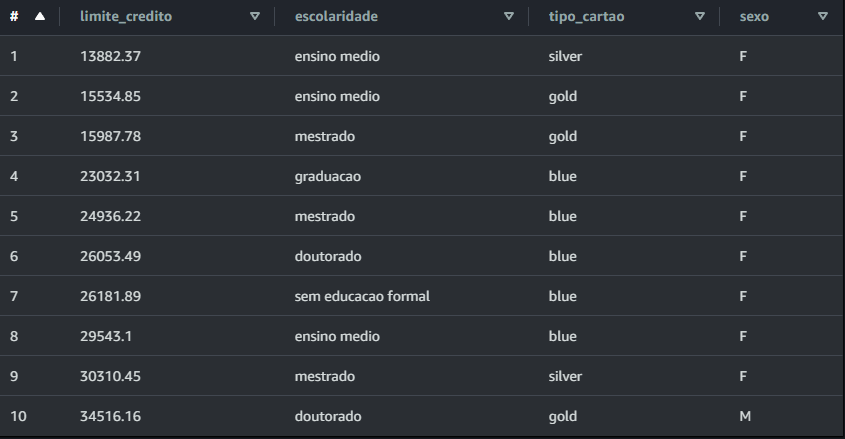 # limite_credito escolaridade tipo_cartao sexo
1 13882.37 ensino medio silver F
2 15534.85 ensino medio gold F
3 15987.78 mestrado gold F
4 23032.31 graduacao blue F
5 24936.22 mestrado blue F
6 26053.49 doutorado blue F
7 26181.89 sem educacao formal blue F
8 29543.1 ensino medio blue F
9 30310.45 mestrado silver F
10 34516.16 doutorado gold M